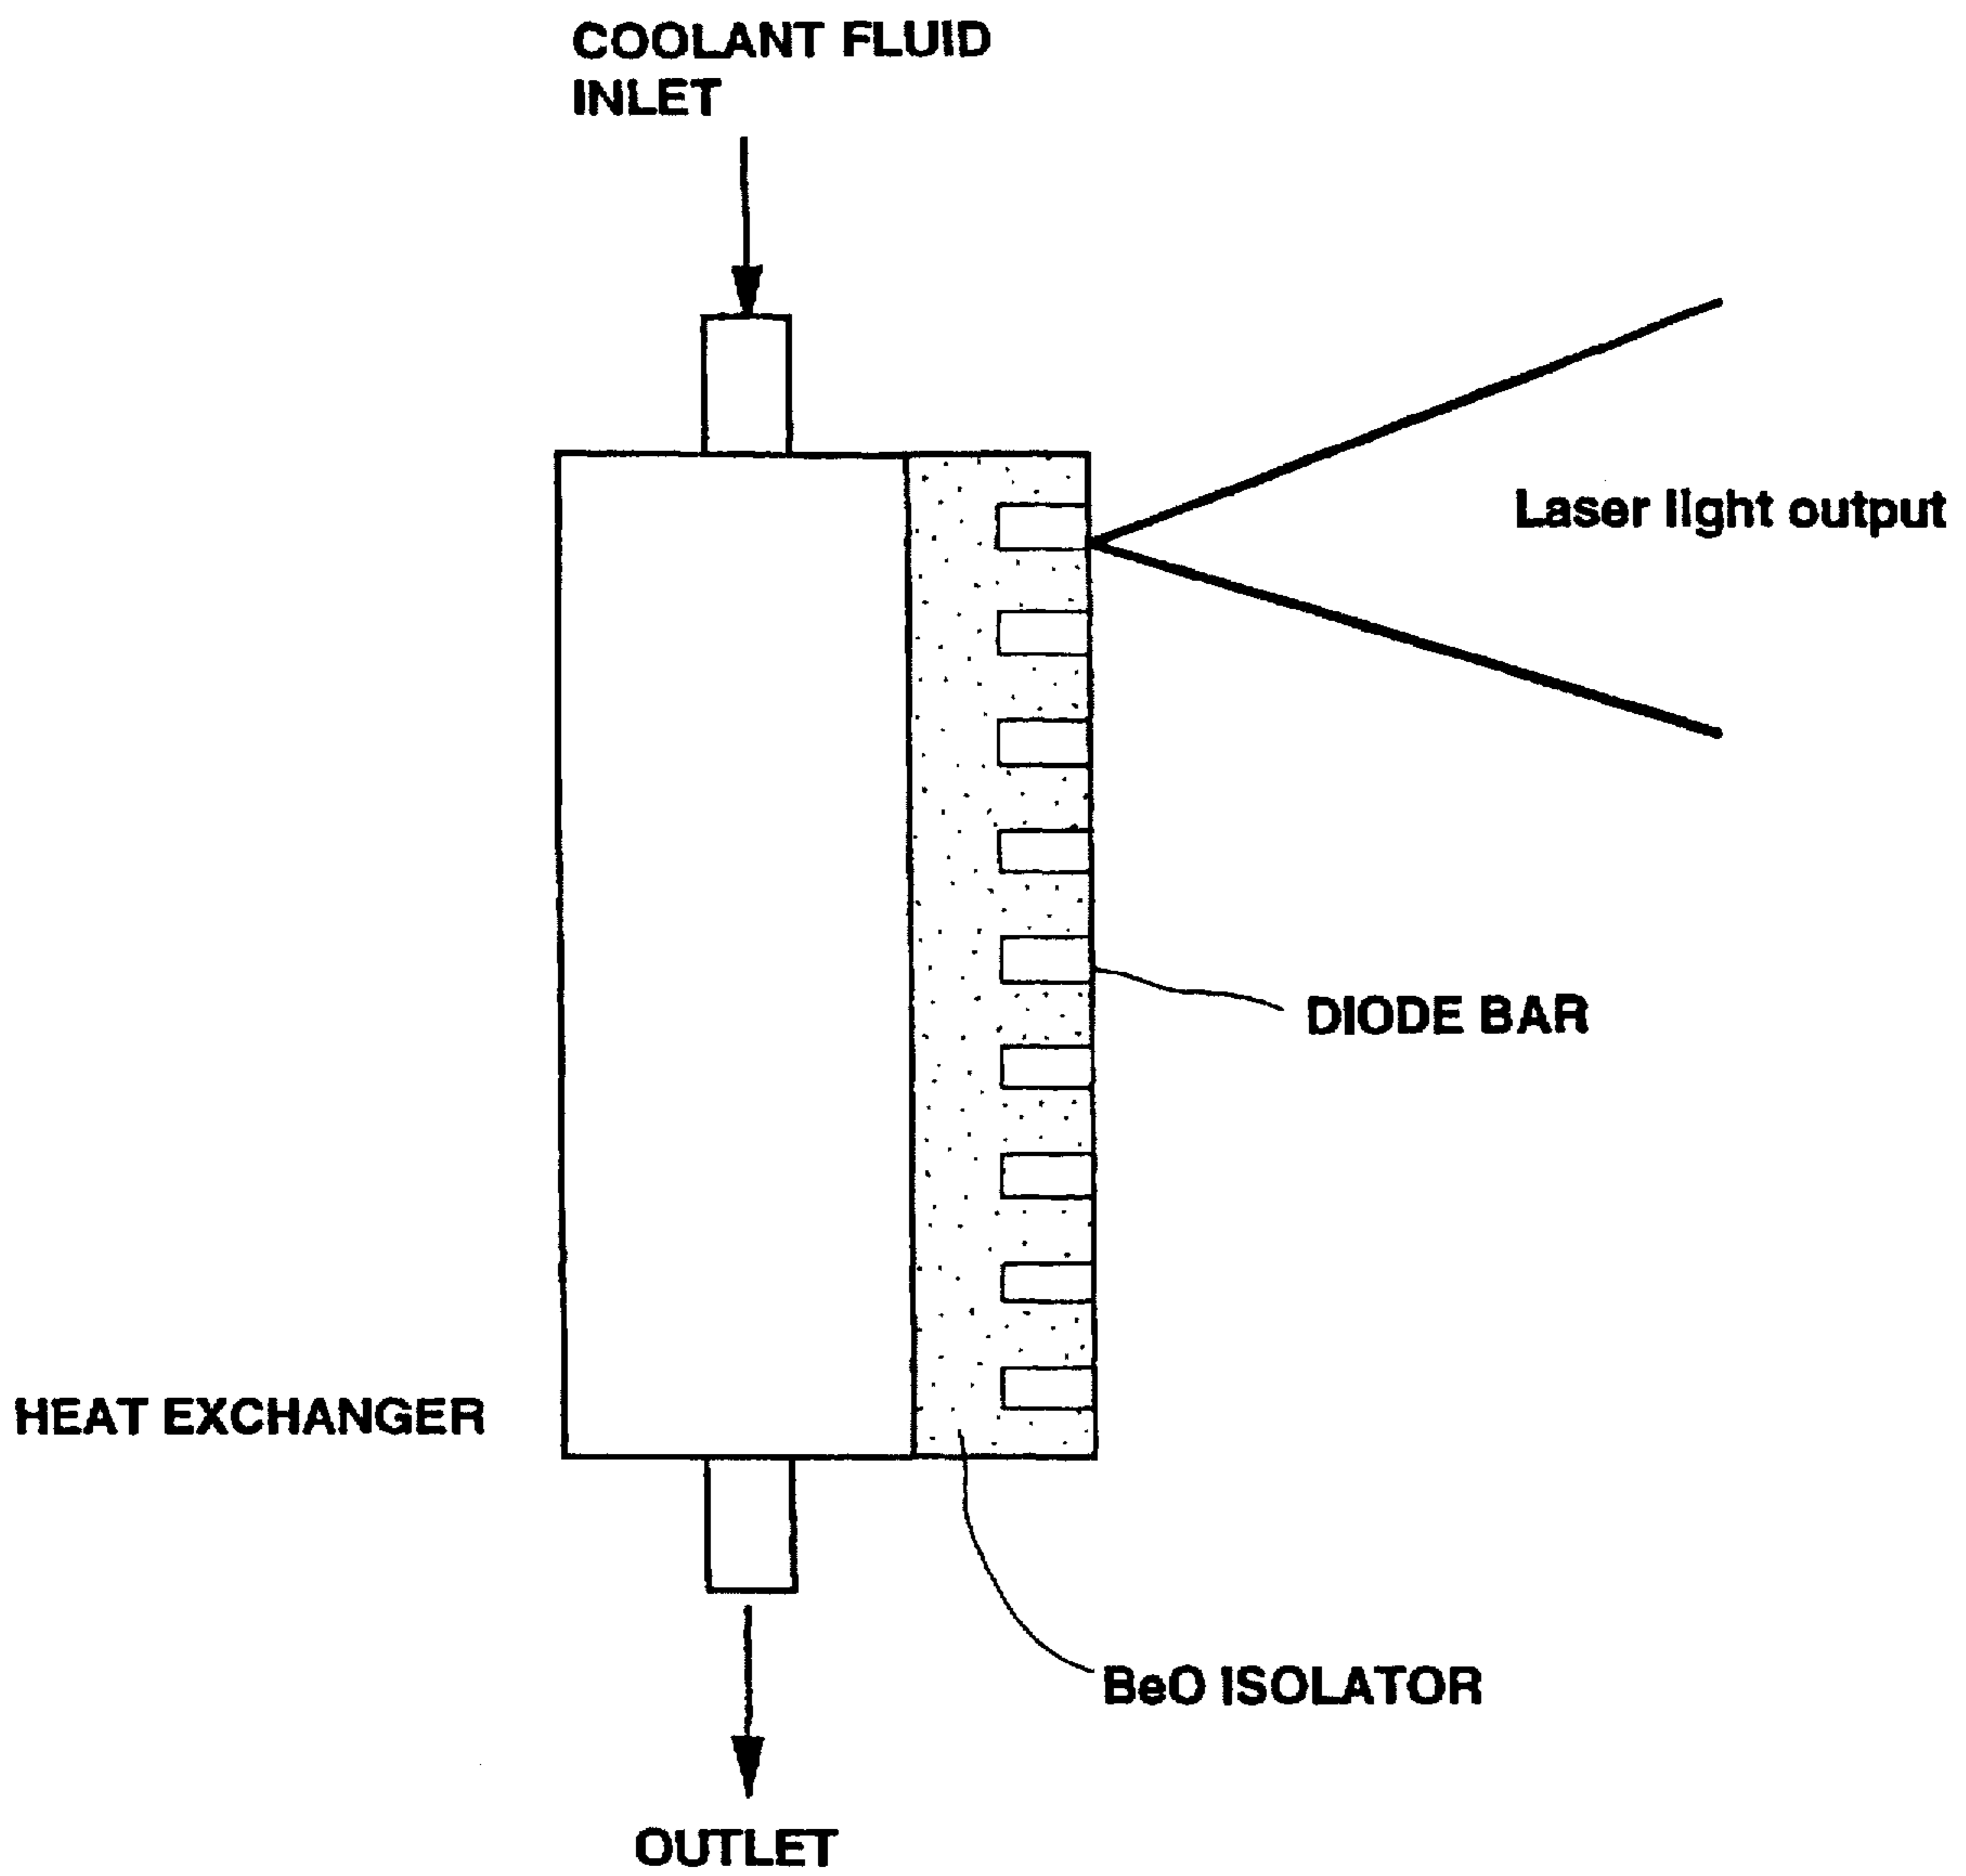 COOLANT FLUID
INLET
Laser light output
DIODE BAR
HEAT EXCHANGER
BeO ISOLATOR
OUTLET